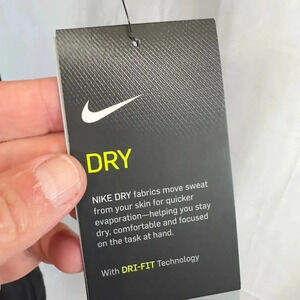 DRY
NIKE DRY fabrics move sweat
from your skin for quicker
evaporation—helping you stay
dry, comfortable and focused
on the task at hand.
With DRI-FIT Technology